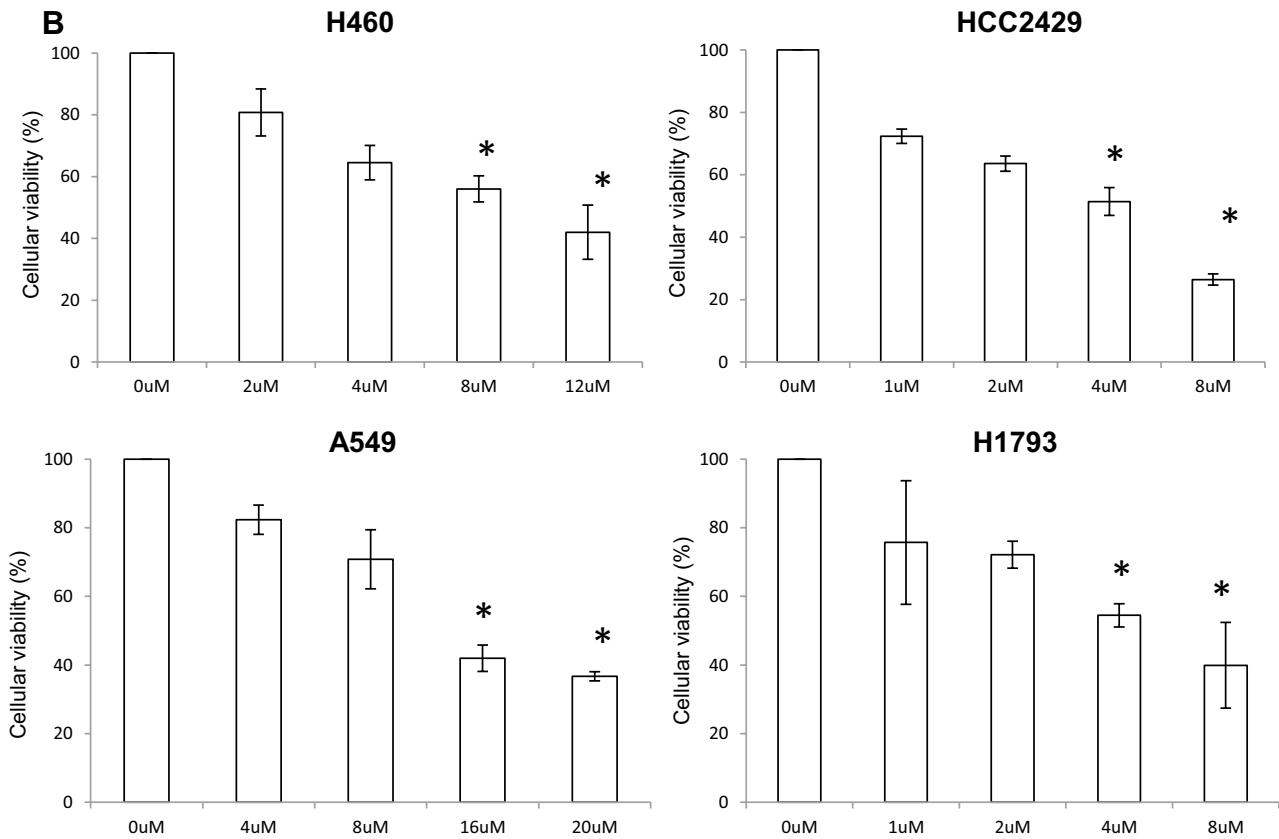 B
H460
Cellular viability (%)
100
80
60
40
20
0
*
*
0uM 2uM 4uM 8uM 12uM
HCC2429
Cellular viability (%)
100
80
60
40
20
0
*
*
0uM 1uM 2uM 4uM 8uM
A549
Cellular viability (%)
100
80
60
40
20
0
*
*
0uM 4uM 8uM 16uM 20uM
H1793
Cellular viability (%)
100
80
60
40
20
0
*
*
0uM 1uM 2uM 4uM 8uM